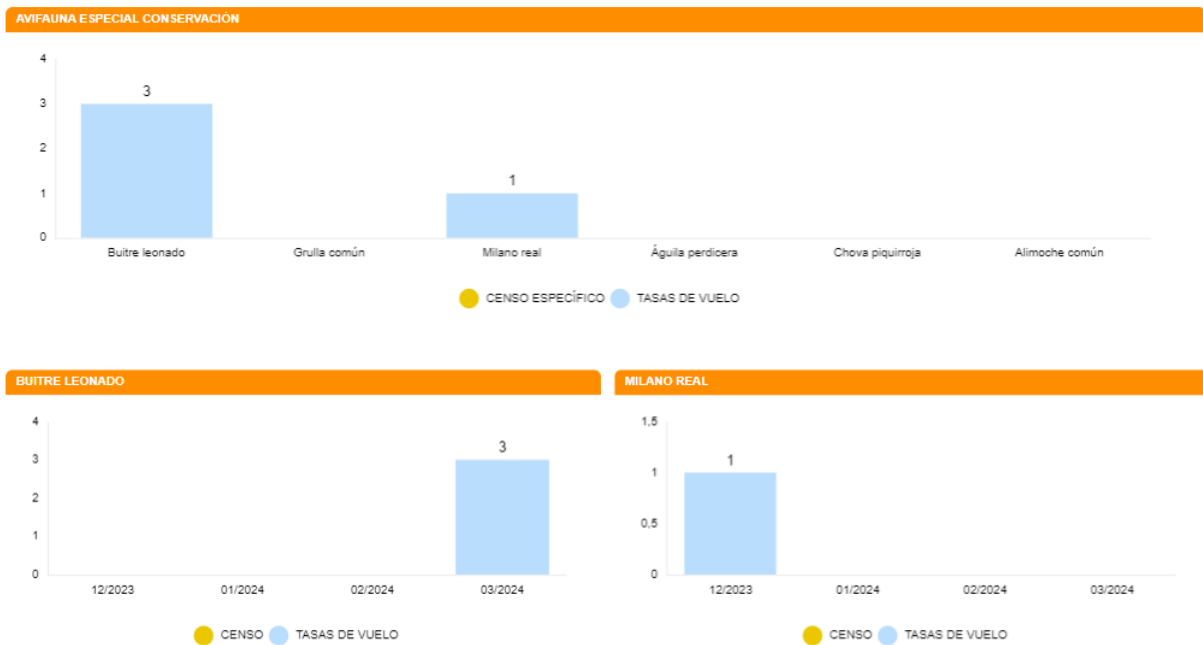 AVIFAUNA ESPECIAL CONSERVACIÓN
4
3
3
2
1
1
0
Buitre leonado Grulla común Milano real Águila perdicera Chova piquirroja Alimoche común
CENSO ESPECÍFICO TASAS DE VUELO
BUITRE LEONADO
4
3
3
2
1
0
12/2023 01/2024 02/2024 03/2024
CENSO TASAS DE VUELO
MILANO REAL
1,5
1
1
0,5
0
12/2023 01/2024 02/2024 03/2024
CENSO TASAS DE VUELO